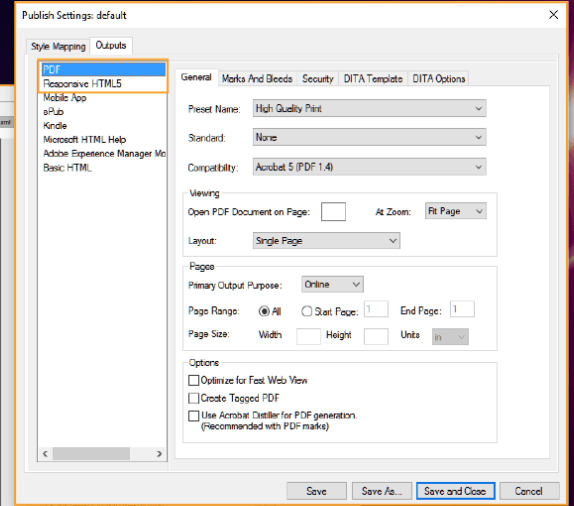 Publish Settings: default
Style Mapping Outputs
PDF
Responsive HTML5
Mobile App
ePub
Kindle
Microsoft HTML Help
Adobe Experience Manager Mo
Basic HTML
General Marks And Bleeds Security DITA Template DITA Options
Preset Name: High Quality Print
Standard: None
Compatibility: Acrobat 5 (PDF 1.4)
Viewing
Open PDF Document on Page: At Zoom: Fit Page
Layout: Single Page
Pages
Primary Output Purpose: Online
Page Range: All Start Page: 1 End Page: 1
Page Size: Width Height Units in
Options
Optimize for Fast Web View
Create Tagged PDF
Use Acrobat Distiller for PDF generation.
(Recommended with PDF marks)
Save Save As... Save and Close Cancel